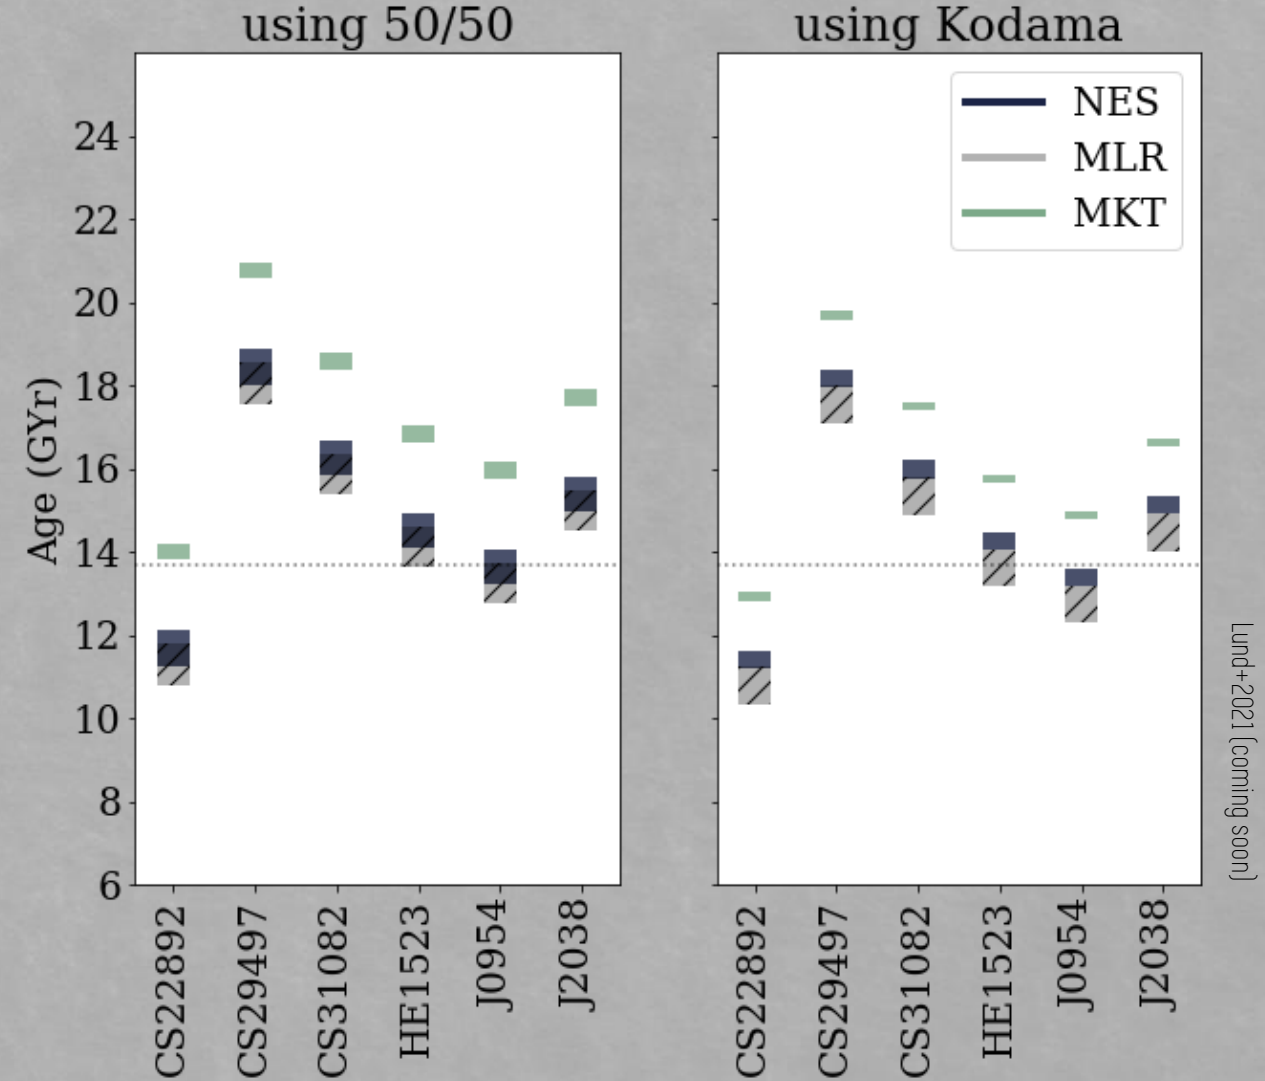 using 50/50
using Kodama
NES
MLR
MKT
24
22
20
18
16
14
12
10
8
6
Age (GYr)
CS22892
CS29497
CS31082
HE1523
J0954
J2038
CS22892
CS29497
CS31082
HE1523
J0954
J2038
Lund+2021 (coming soon)